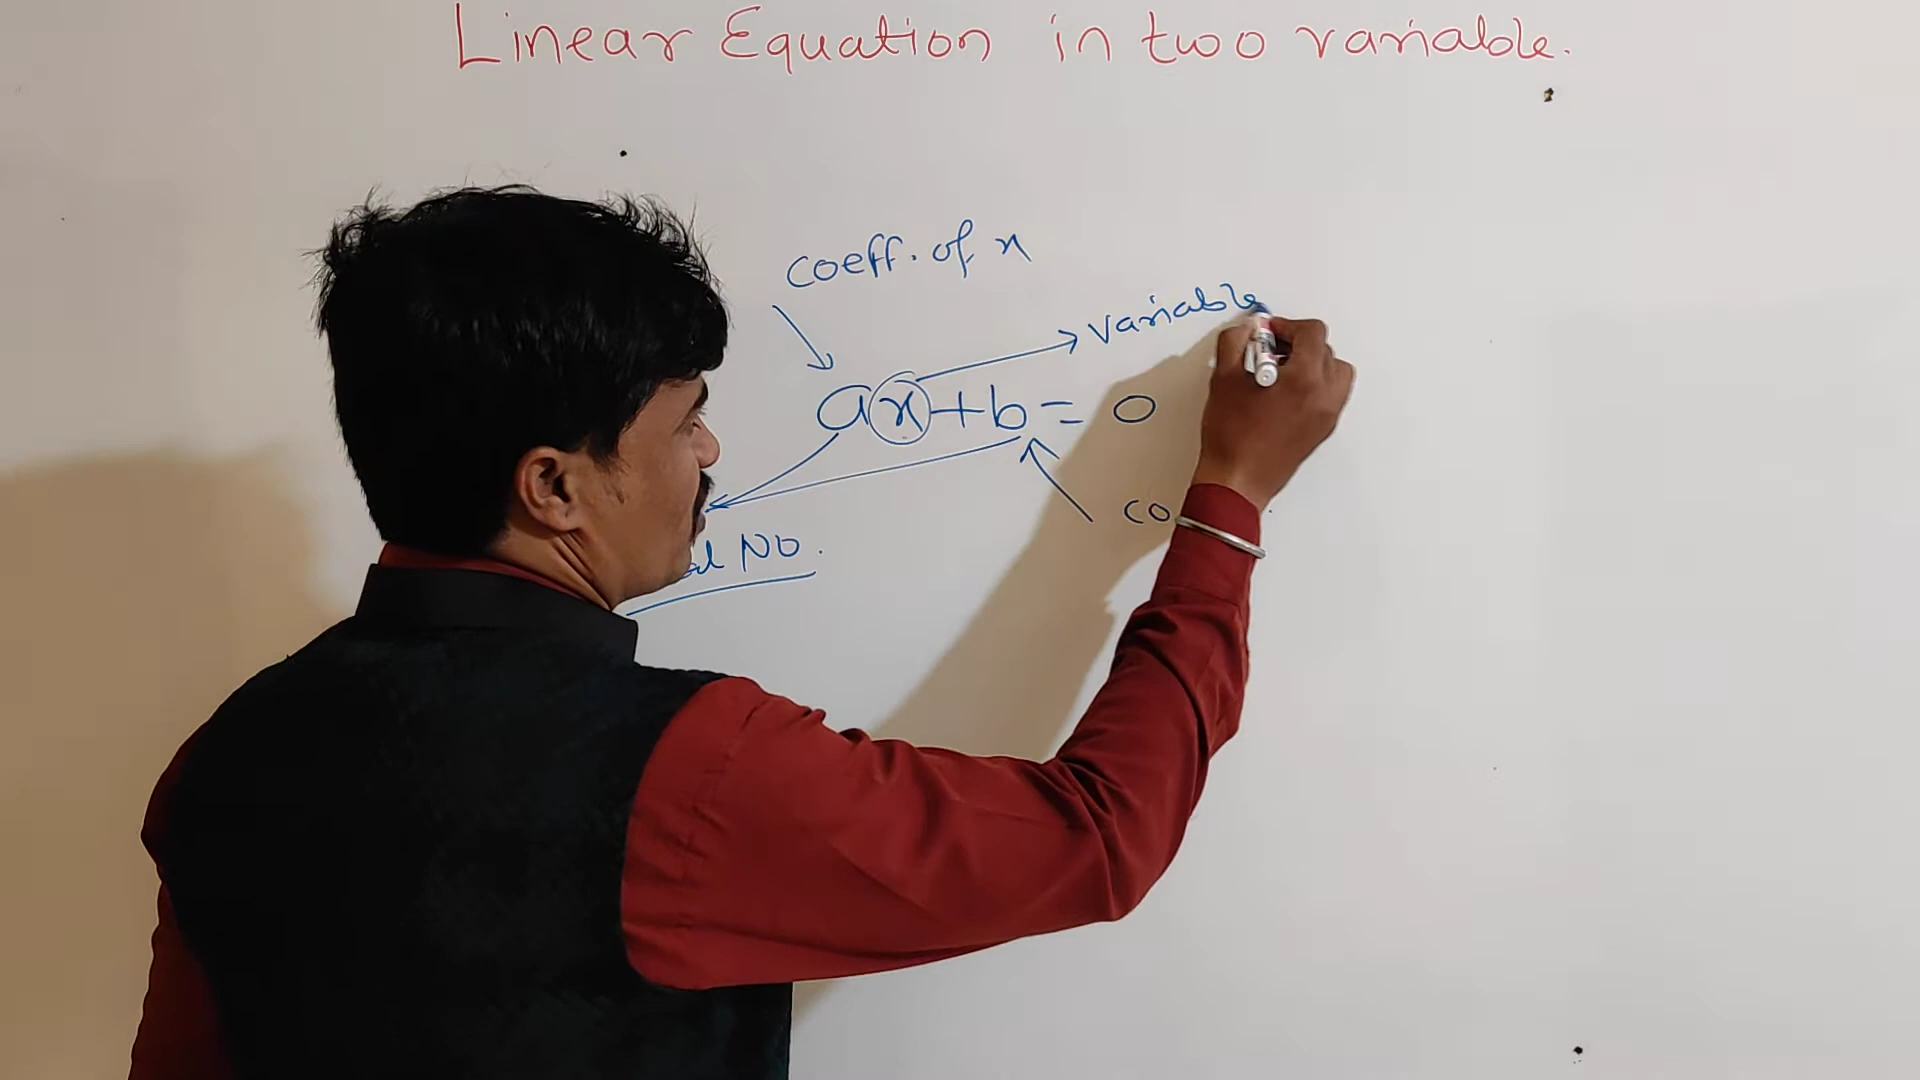 Linear Equation in two variable.
coeff. of x
variable
ax+b = 0
No.